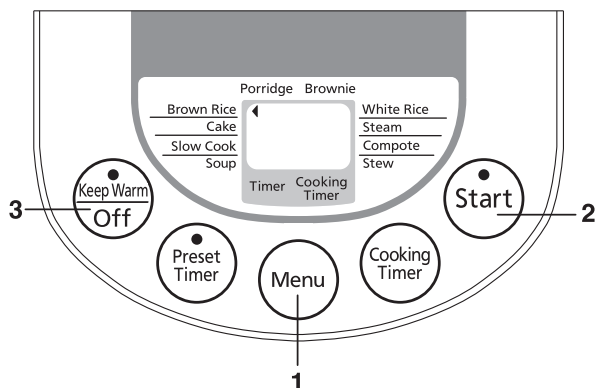 Porridge Brownie
Brown Rice
White Rice
Cake
Steam
Slow Cook
Compote
Soup
Stew
Timer
Cooking
Timer
Keep Warm
Off
3
Start
2
Preset
Timer
Menu
Cooking
Timer
1